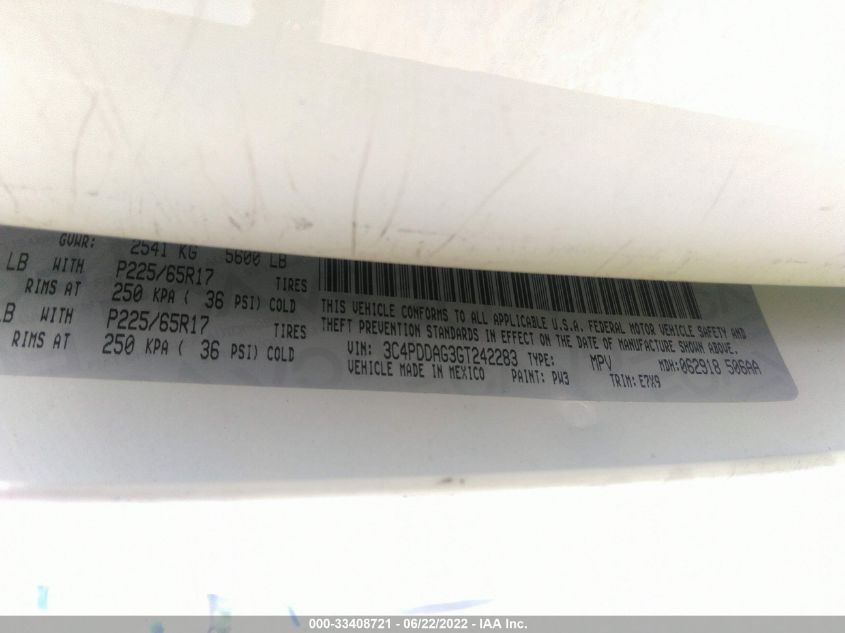 GVWR: 2541 KG 5600 LB
LB WITH P225/65R17 TIRES
RIMS AT 250 KPA ( 36 PSI) COLD
LB WITH P225/65R17 TIRES
RIMS AT 250 KPA ( 36 PSI) COLD
THIS VEHICLE CONFORMS TO ALL APPLICABLE U.S.A. FEDERAL MOTOR VEHICLE SAFETY AND
THEFT PREVENTION STANDARDS IN EFFECT ON THE DATE OF MANUFACTURE SHOWN ABOVE.
VIN: 3C4PDDAG3GT242283 TYPE: MPV MDH:062918 506AA
VEHICLE MADE IN MEXICO PAINT: PW3 TRIM: E7X9
000-33408721 - 06/22/2022 - IAA Inc.